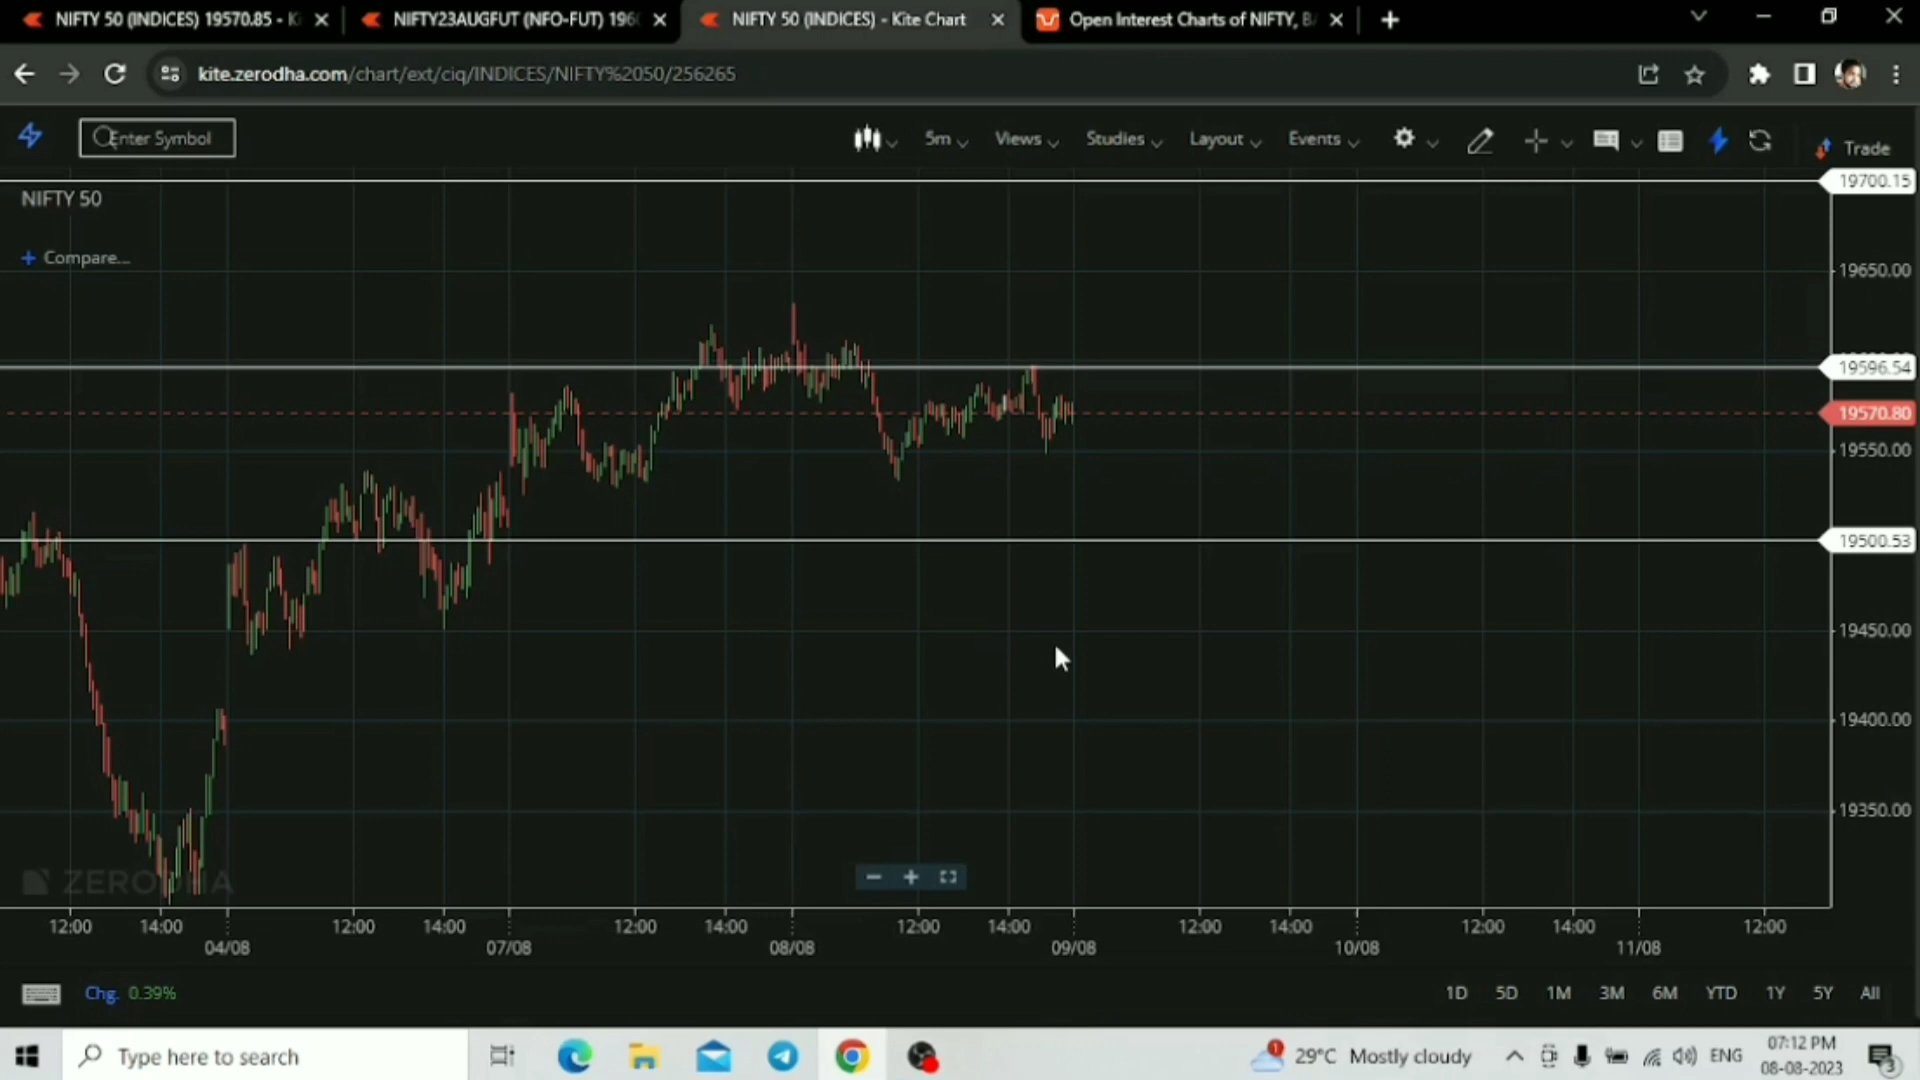 NIFTY 50 (INDICES) 19570.85 - Ki
NIFTY23AUGFUT (NFO-FUT) 196
NIFTY 50 (INDICES) - Kite Chart
Open Interest Charts of NIFTY, B
kite.zerodha.com/chart/ext/ciq/INDICES/NIFTY%2050/256265
Enter Symbol
5m
Views
Studies
Layout
Events
Trade
NIFTY 50
+ Compare...
19700.15
19650.00
19596.54
19570.80
19550.00
19500.53
19450.00
19400.00
19350.00
ZERODHA
12:00 14:00 12:00 14:00 12:00 14:00 12:00 14:00 12:00 14:00 12:00 14:00 12:00
04/08 07/08 08/08 09/08 10/08 11/08
Chg. 0.39%
1D 5D 1M 3M 6M YTD 1Y 5Y All
Type here to search
1
29°C Mostly cloudy
ENG
07:12 PM
08-08-2023
3